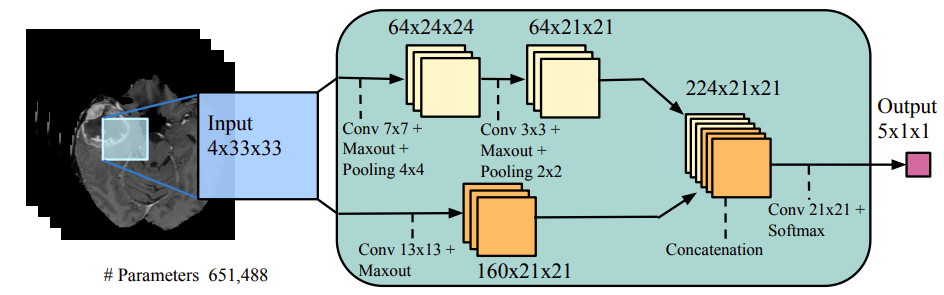 64x24x24
64x21x21
224x21x21
Output
5x1x1
Input
4x33x33
Conv 7x7 +
Maxout +
Pooling 4x4
Conv 3x3 +
Maxout +
Pooling 2x2
Conv 21x21 +
Softmax
Conv 13x13 +
Maxout
160x21x21
Concatenation
# Parameters 651,488